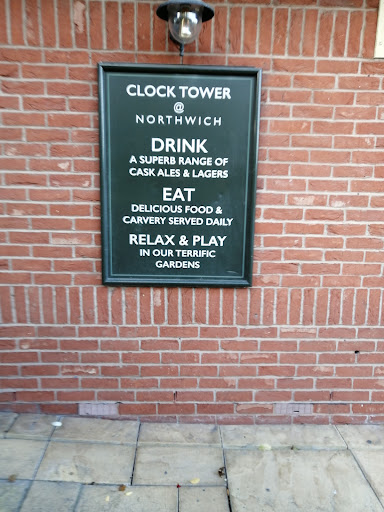 CLOCK TOWER
@
NORTHWICH
DRINK
A SUPERB RANGE OF
CASK ALES & LAGERS
EAT
DELICIOUS FOOD &
CARVERY SERVED DAILY
RELAX & PLAY
IN OUR TERRIFIC
GARDENS